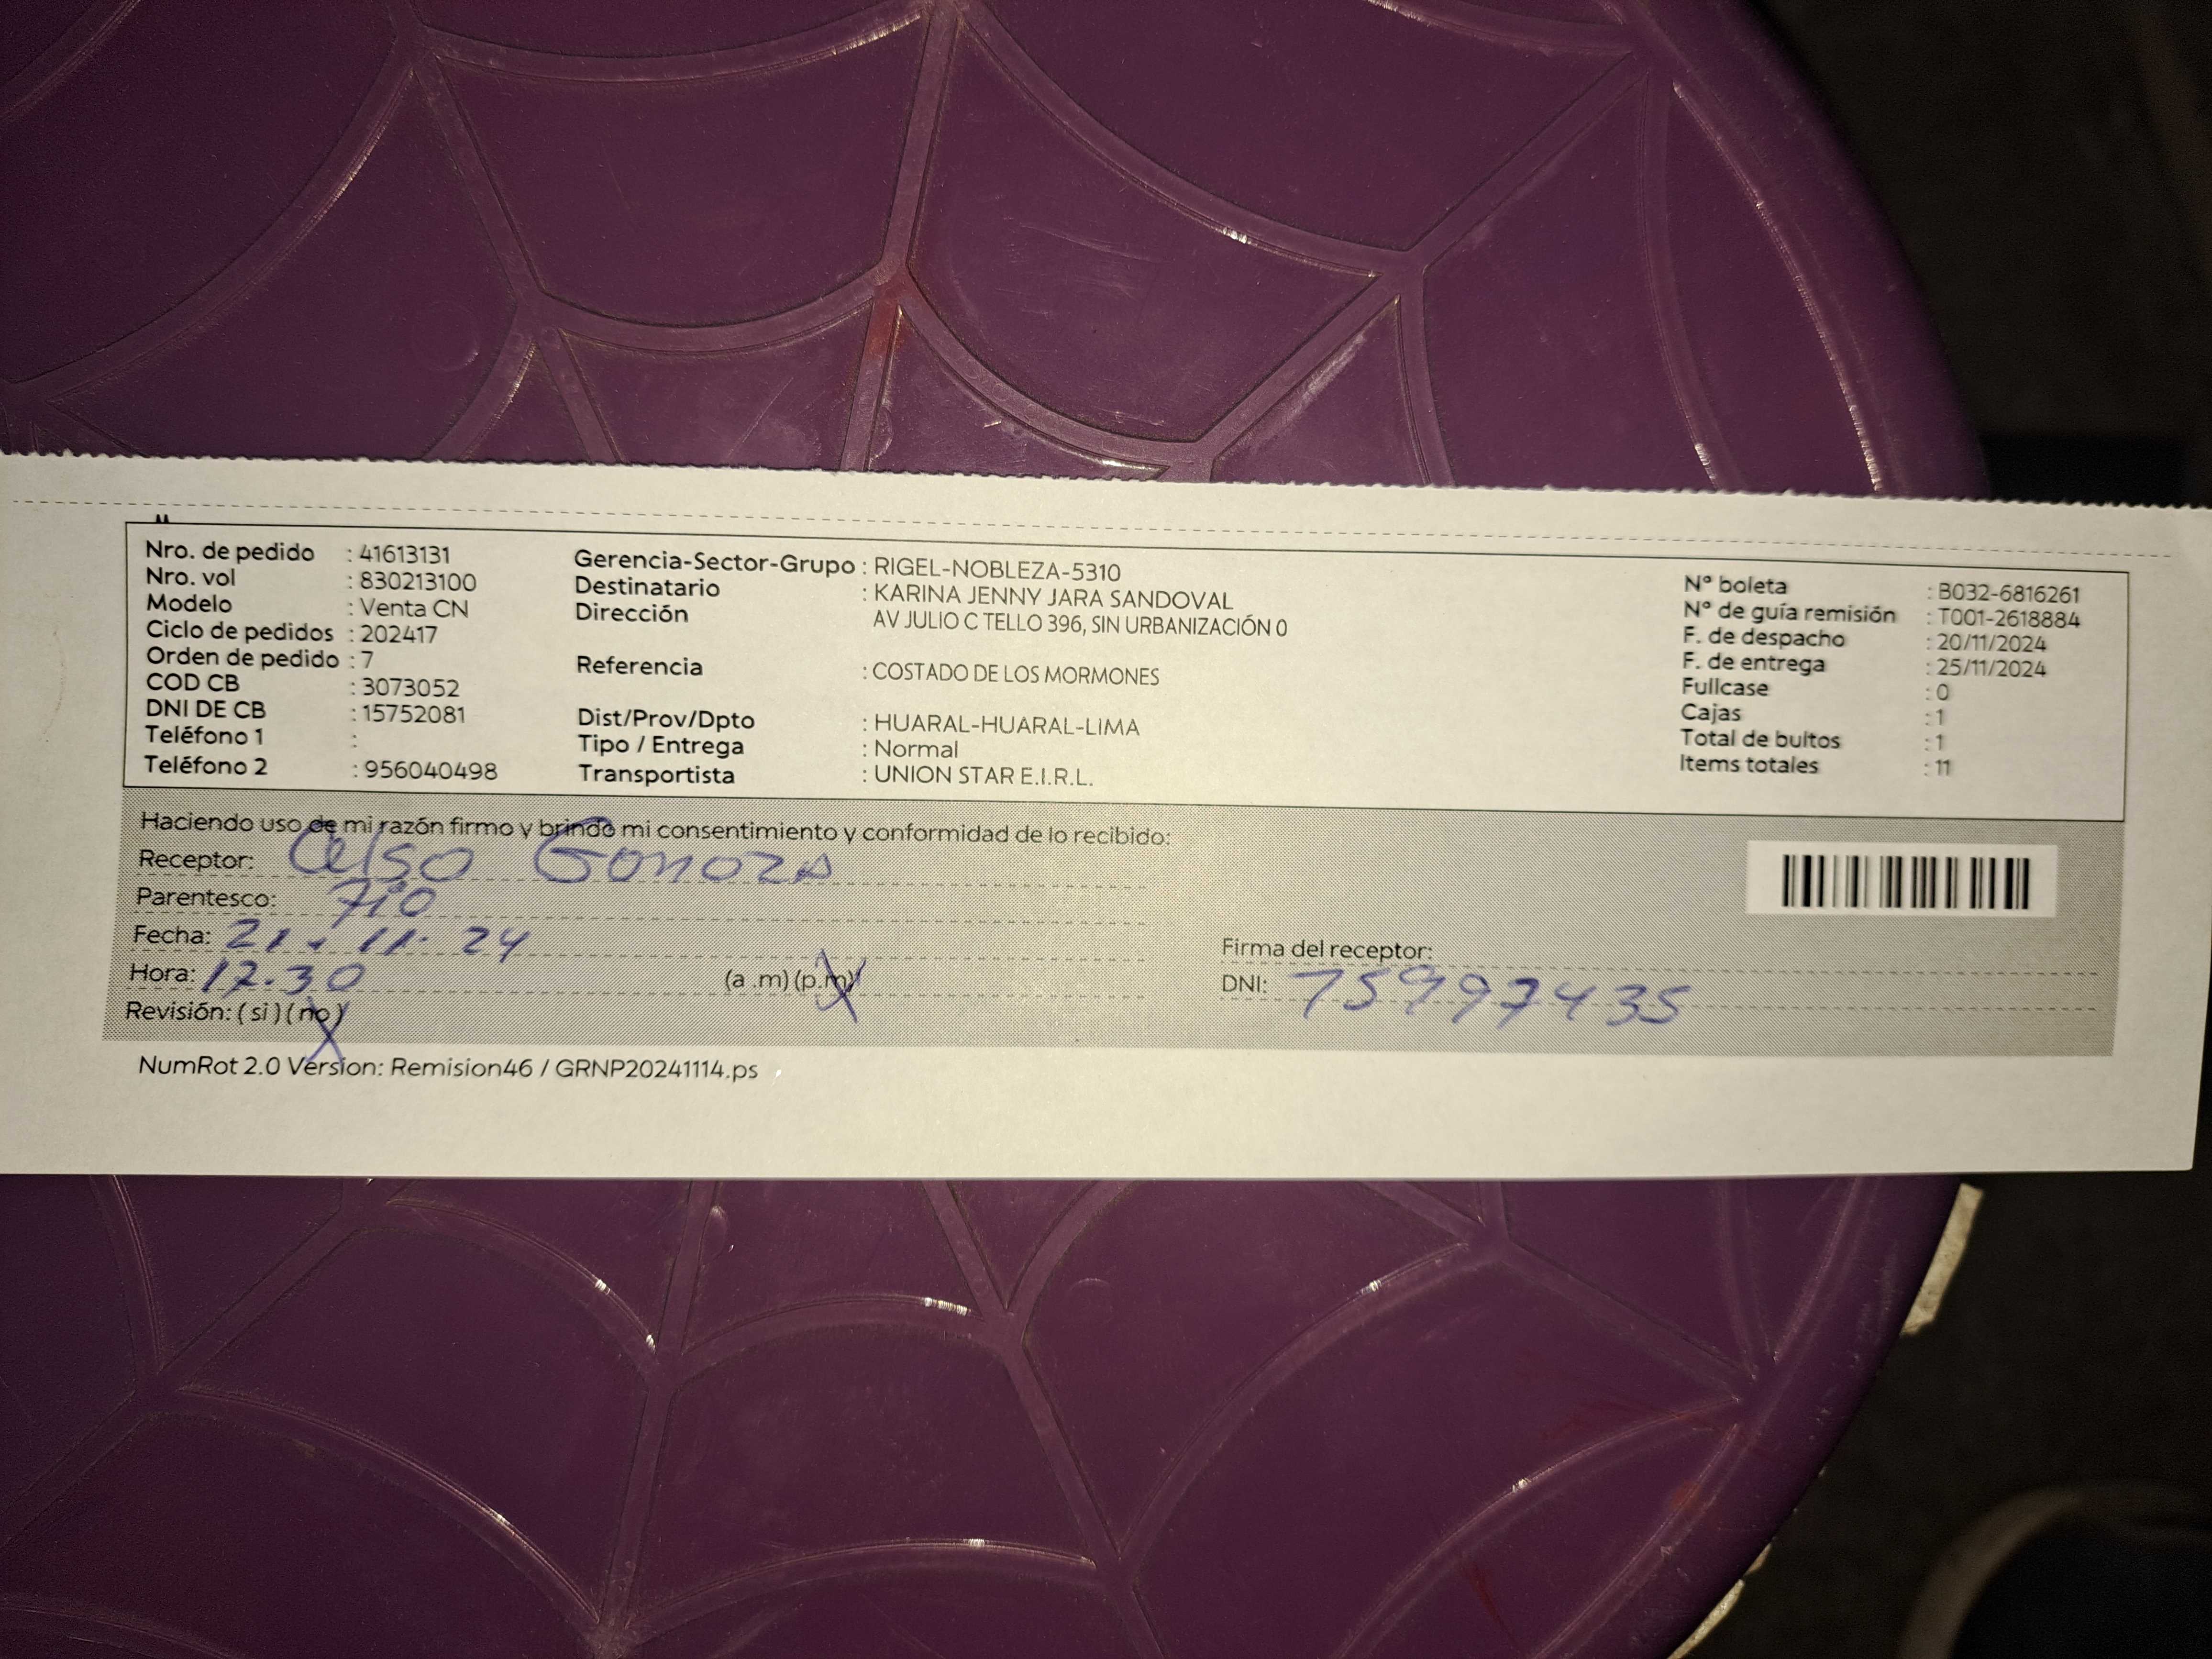 Nro. de pedido : 41613131
Nro. vol : 830213100
Modelo : Venta CN
Ciclo de pedidos : 202417
Orden de pedido : 7
COD CB : 3073052
DNI DE CB : 15752081
Teléfono 1 :
Teléfono 2 : 956040498
Gerencia-Sector-Grupo : RIGEL-NOBLEZA-5310
Destinatario : KARINA JENNY JARA SANDOVAL
Dirección AV JULIO C TELLO 396, SIN URBANIZACIÓN 0
Referencia : COSTADO DE LOS MORMONES
Dist/Prov/Dpto : HUARAL-HUARAL-LIMA
Tipo / Entrega : Normal
Transportista : UNION STAR E.I.R.L.
N° boleta : B032-6816261
N° de guía remisión : T001-2618884
F. de despacho : 20/11/2024
F. de entrega : 25/11/2024
Fullcase : 0
Cajas : 1
Total de bultos : 1
Items totales : 11
Haciendo uso de mi razón firmo y brindo mi consentimiento y conformidad de lo recibido:
Receptor: Celso
Parentesco: Tio
Fecha: 21. 11. 24
Hora: 12.30 (a .m) (p.m)
Revisión: ( si ) ( no )
Firma del receptor:
DNI: 75997435
NumRot 2.0 Version: Remision46 / GRNP20241114.ps